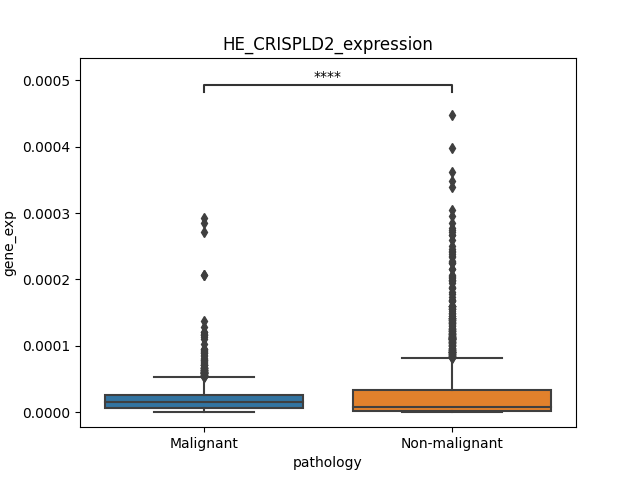 HE_CRISPLD2_expression
****
0.0005
0.0004
0.0003
0.0002
0.0001
0.0000
gene_exp
Malignant
Non-malignant
pathology